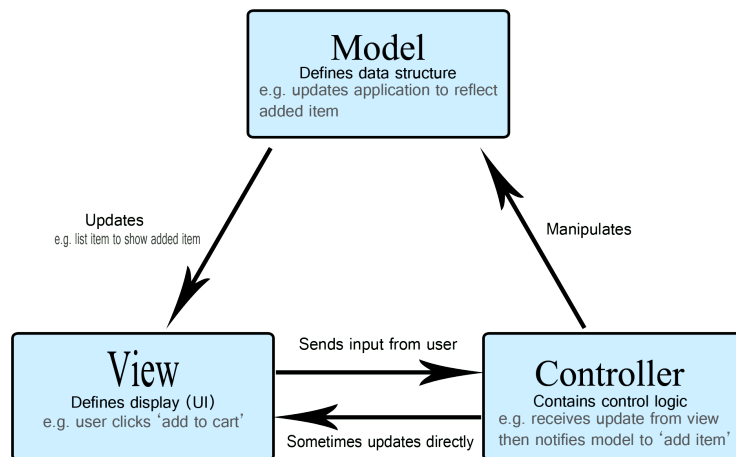 Model
Defines data structure
e.g. updates application to reflect
added item
Updates
e.g. list item to show added item
Manipulates
View
Defines display (UI)
e.g. user clicks ‘add to cart’
Sends input from user
Sometimes updates directly
Controller
Contains control logic
e.g. receives update from view
then notifies model to ‘add item’